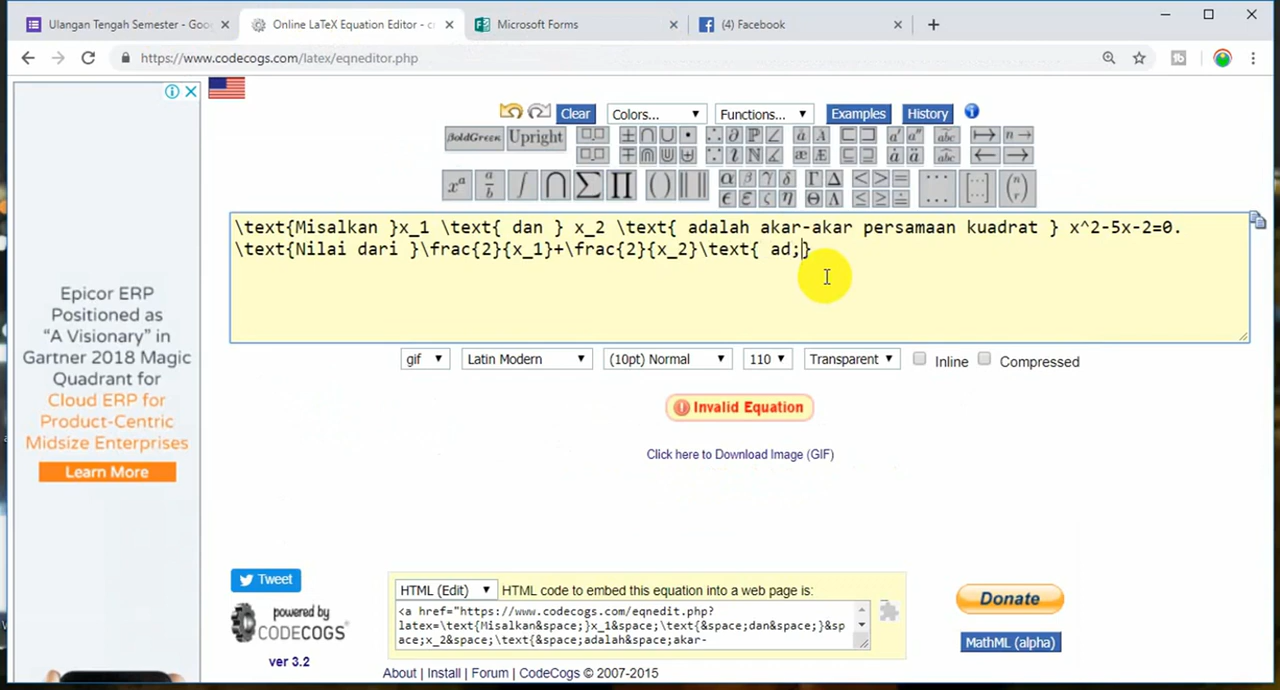 Ulangan Tengah Semester - Goo
Online LaTeX Equation Editor - cr
Microsoft Forms
(4) Facebook
https://www.codecogs.com/latex/eqneditor.php
Clear
Colors...
Functions...
Examples
History
BoldGreek
Upright
\text{Misalkan }x_1 \text{ dan } x_2 \text{ adalah akar-akar persamaan kuadrat } x^2-5x-2=0.
\text{Nilai dari }\frac{2}{x_1}+\frac{2}{x_2}\text{ ad;}
gif
Latin Modern
(10pt) Normal
110
Transparent
Inline
Compressed
Invalid Equation
Click here to Download Image (GIF)
Epicor ERP
Positioned as
“A Visionary” in
Gartner 2018 Magic
Quadrant for
Cloud ERP for
Product-Centric
Midsize Enterprises
Learn More
Tweet
powered by
CODECOGS
ver 3.2
HTML (Edit)
HTML code to embed this equation into a web page is:
<a href="https://www.codecogs.com/eqnedit.php?
latex=\text{Misalkan&space;}x_1&space;\text{&space;dan&space;}&sp
ace;x_2&space;\text{&space;adalah&space;akar-
Donate
MathML (alpha)
About | Install | Forum | CodeCogs © 2007-2015